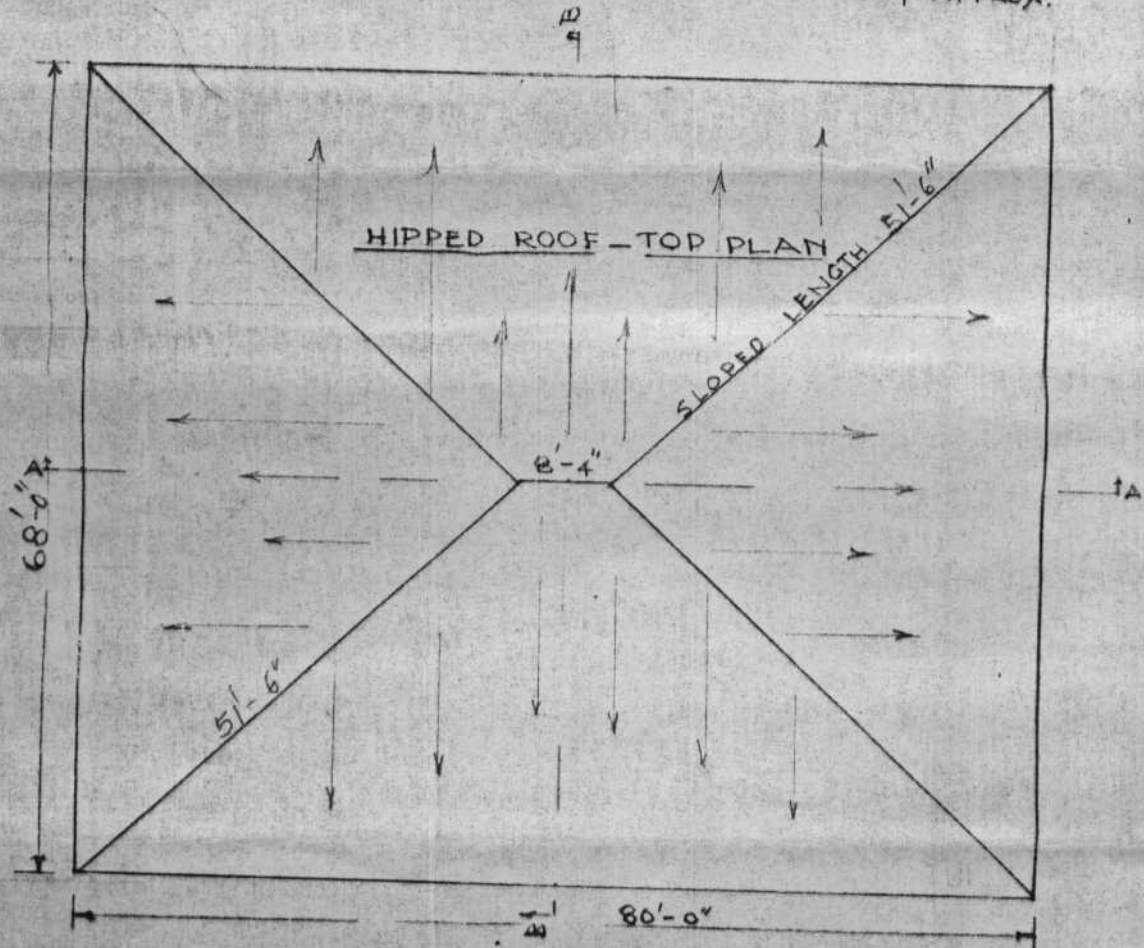 B
HIPPED ROOF - TOP PLAN
SLOPED LENGTH 51'-6"
8'-4"
A
A
68'-0"
51'-6"
B
80'-0"